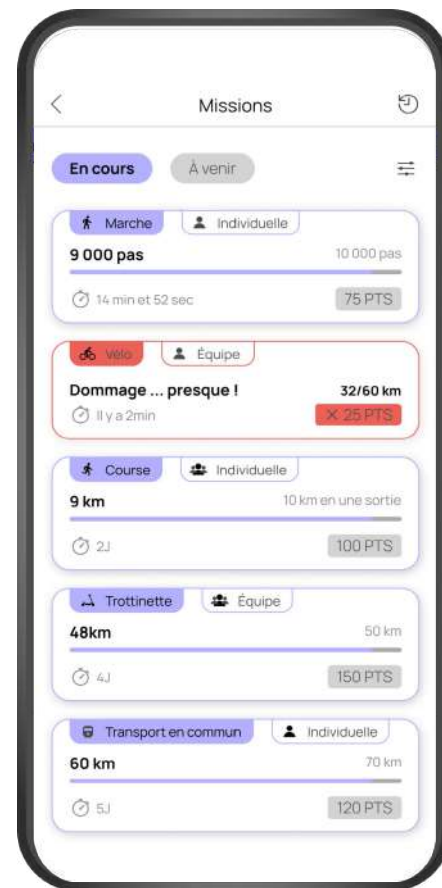 Missions
En cours À venir
Marche Individuelle
9 000 pas 10 000 pas
14 min et 52 sec 75 PTS
Vélo Équipe
Dommage ... presque ! 32/60 km
Il y a 2min × 25 PTS
Course Individuelle
9 km 10 km en une sortie
2J 100 PTS
Trottinette Équipe
48km 50 km
4J 150 PTS
Transport en commun Individuelle
60 km 70 km
5J 120 PTS